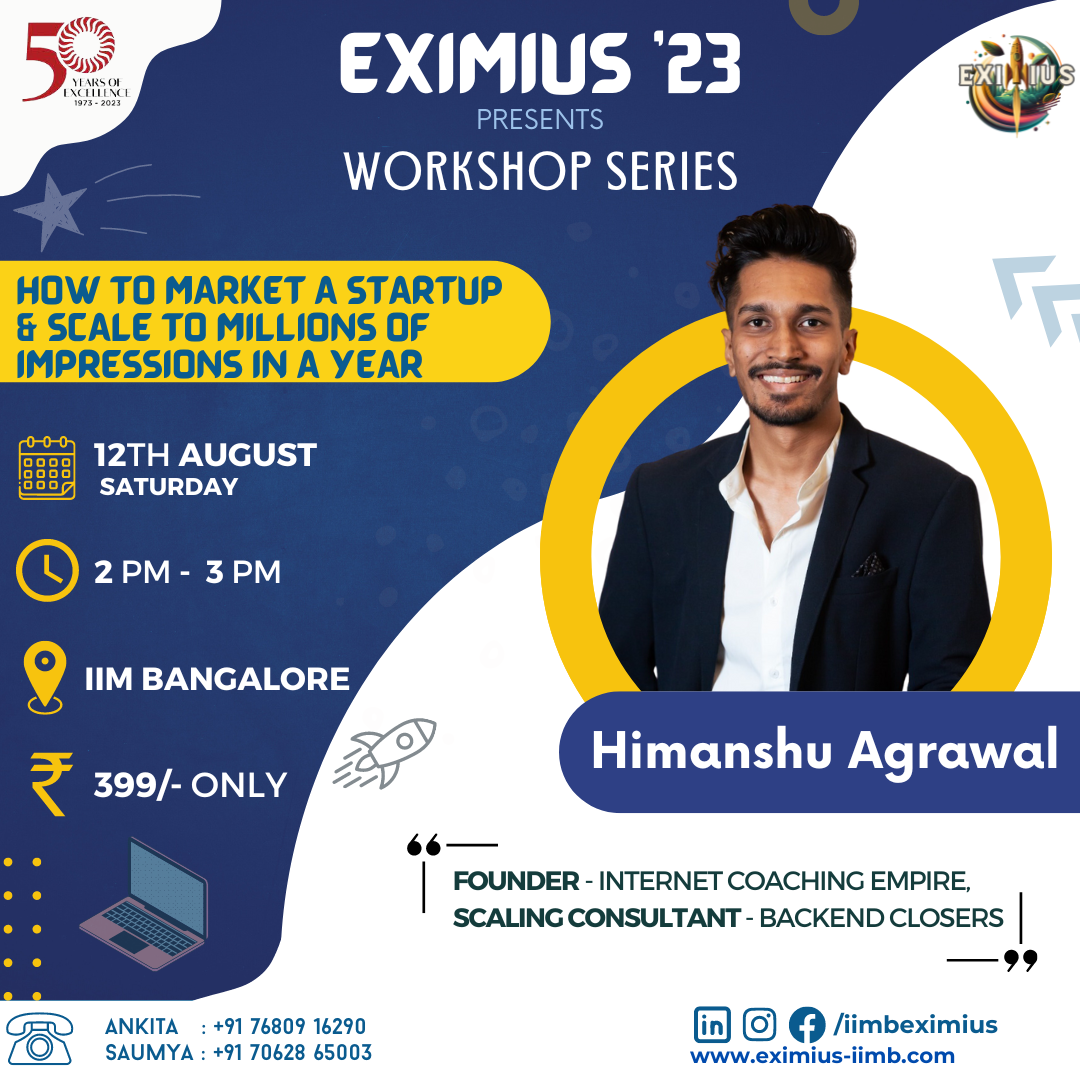 50
YEARS OF
EXCELLENCE
1973 - 2023
EXIMIUS '23
PRESENTS
WORKSHOP SERIES
EXIMIUS
HOW TO MARKET A STARTUP
& SCALE TO MILLIONS OF
IMPRESSIONS IN A YEAR
12TH AUGUST
SATURDAY
2 PM - 3 PM
IIM BANGALORE
₹ 399/- ONLY
Himanshu Agrawal
“
FOUNDER - INTERNET COACHING EMPIRE,
SCALING CONSULTANT - BACKEND CLOSERS
”
ANKITA : +91 76809 16290
SAUMYA : +91 70628 65003
in f /iimbeximius
www.eximius-iimb.com